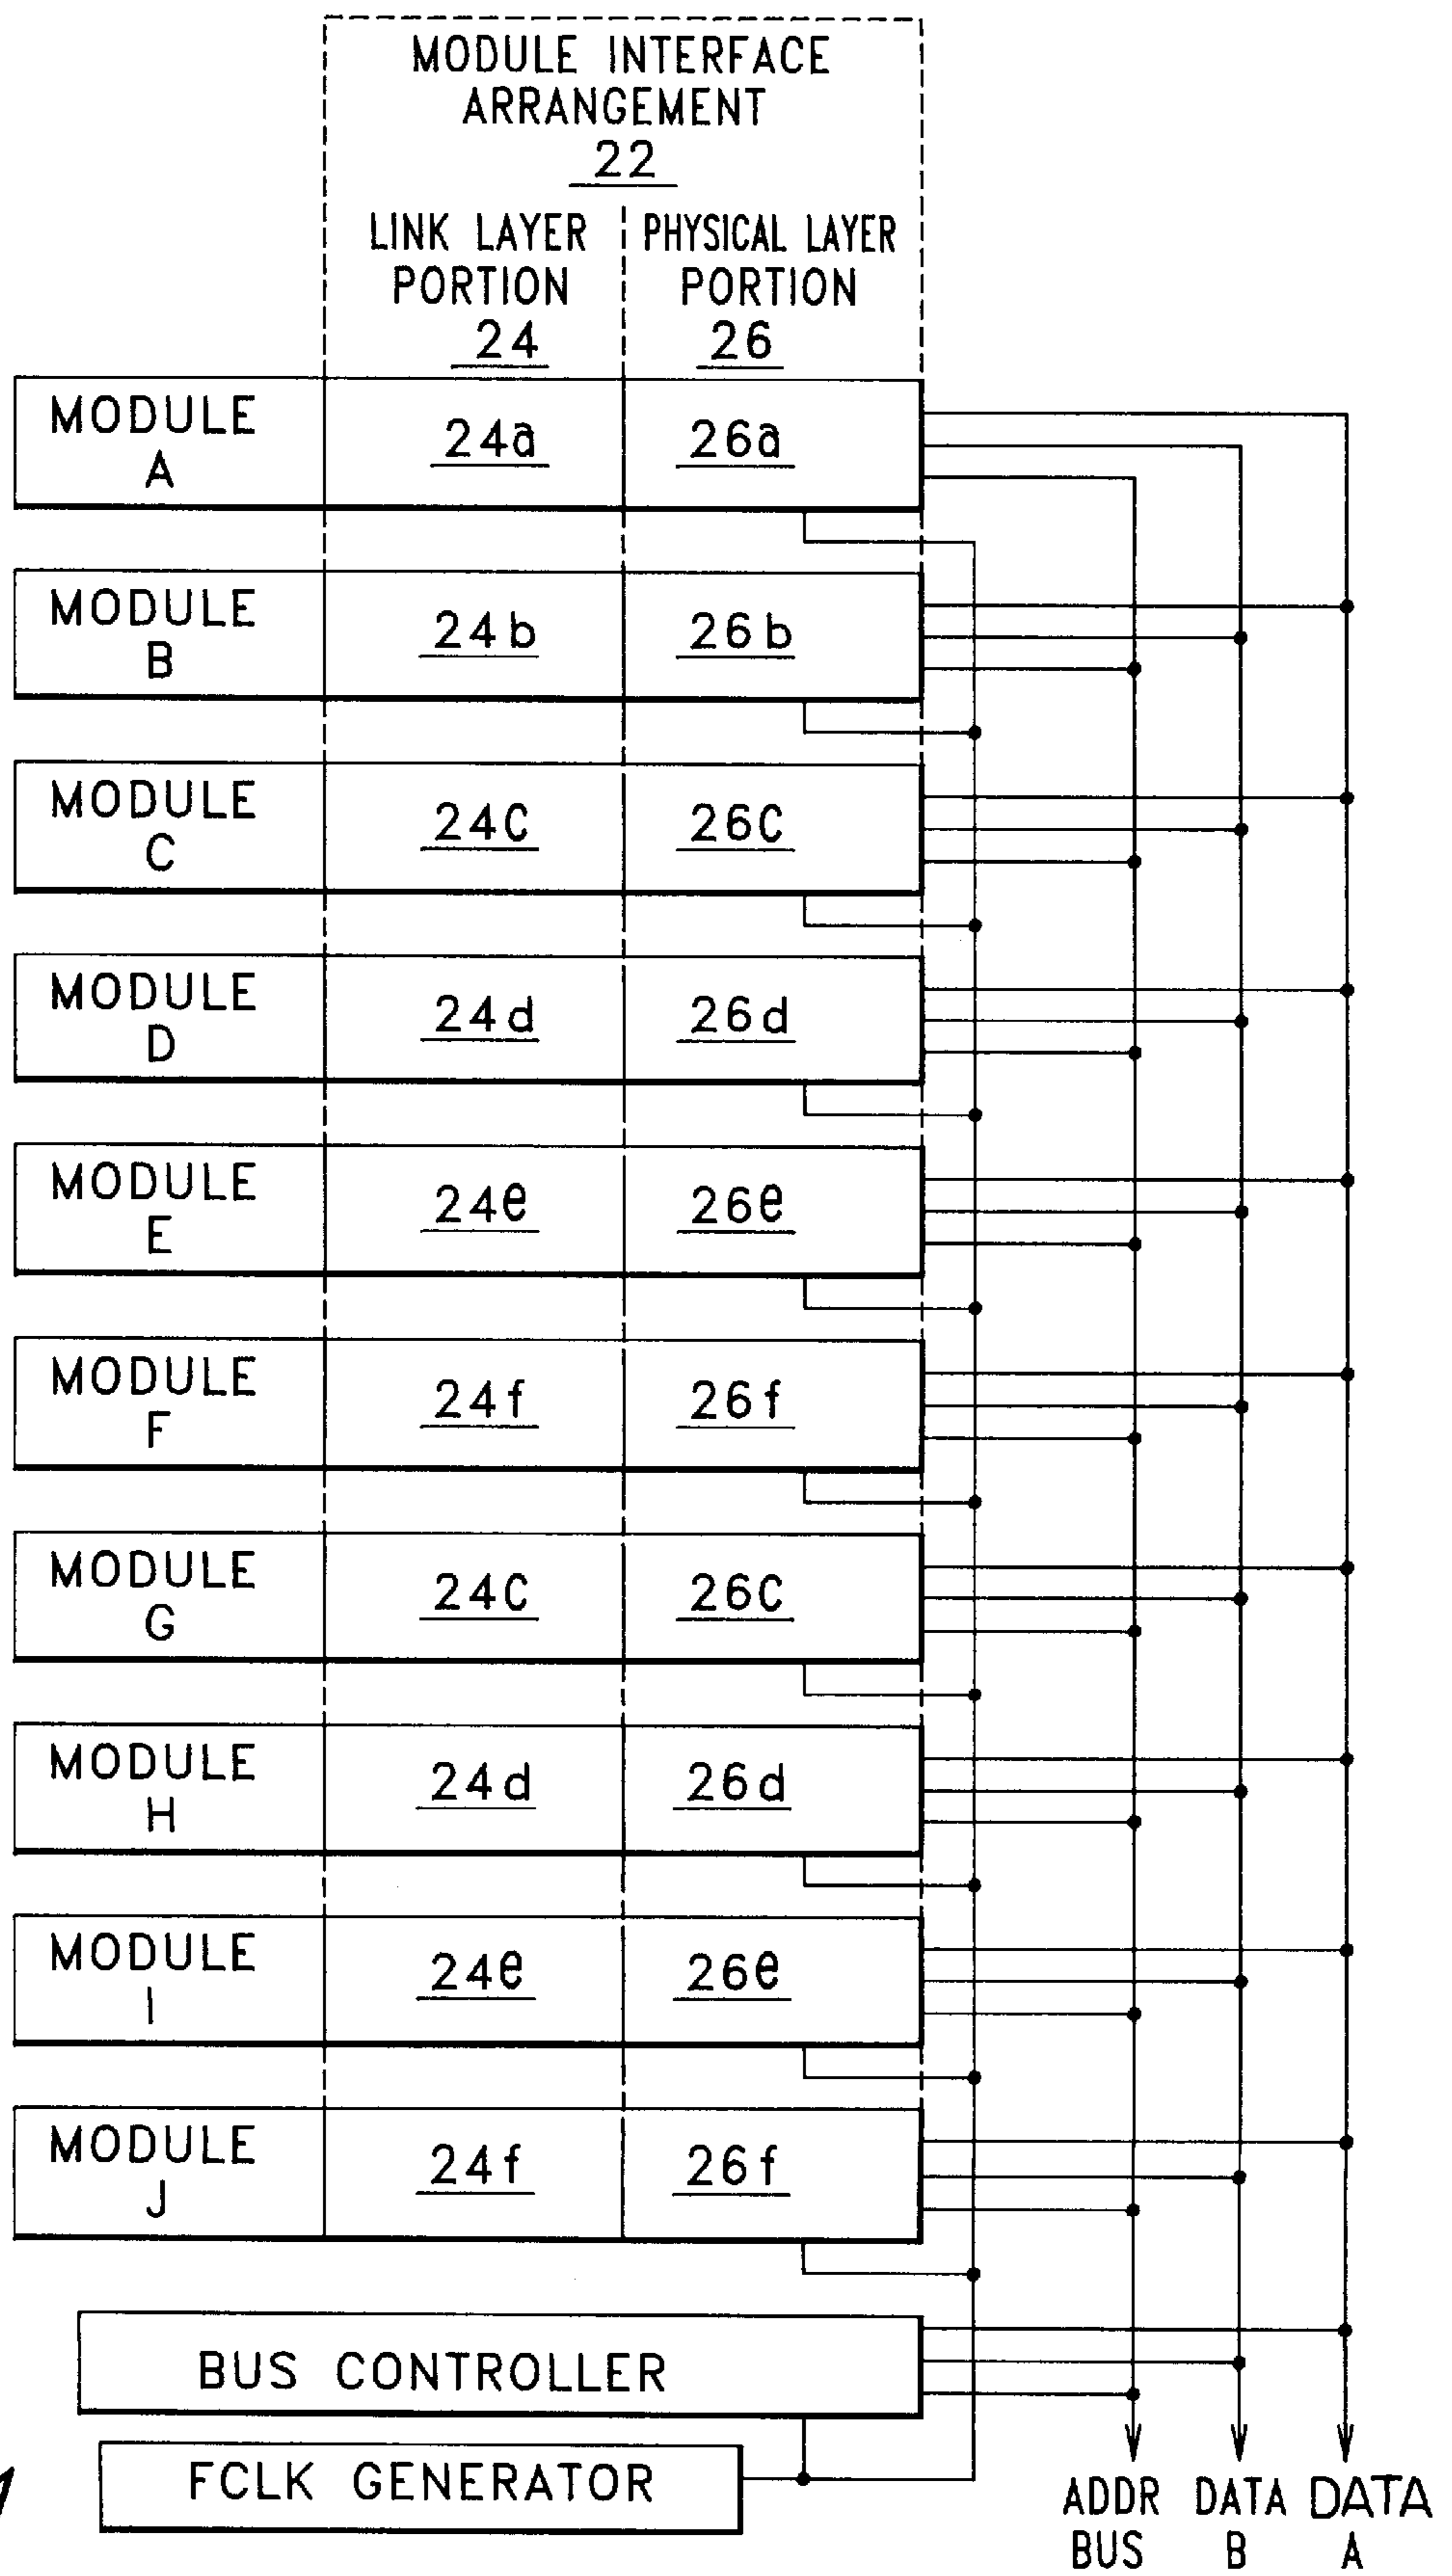 MODULE INTERFACE
ARRANGEMENT
22
LINK LAYER
PORTION
24
PHYSICAL LAYER
PORTION
26
MODULE
A
24a
26a
MODULE
B
24b
26b
MODULE
C
24c
26c
MODULE
D
24d
26d
MODULE
E
24e
26e
MODULE
F
24f
26f
MODULE
G
24c
26c
MODULE
H
24d
26d
MODULE
I
24e
26e
MODULE
J
24f
26f
BUS CONTROLLER
FCLK GENERATOR
ADDR
BUS
DATA
B
DATA
A